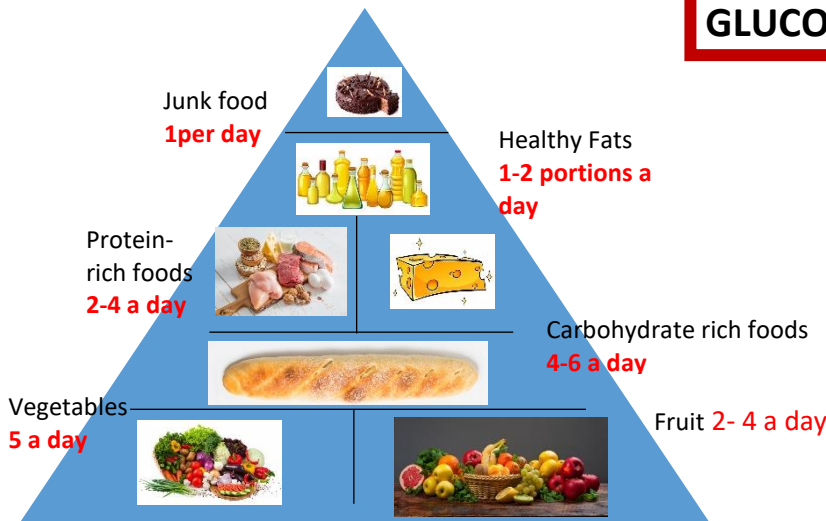 GLUCO
Junk food
1per day
Healthy Fats
1-2 portions a
day
Protein-
rich foods
2-4 a day
Carbohydrate rich foods
4-6 a day
Vegetables
5 a day
Fruit 2- 4 a day